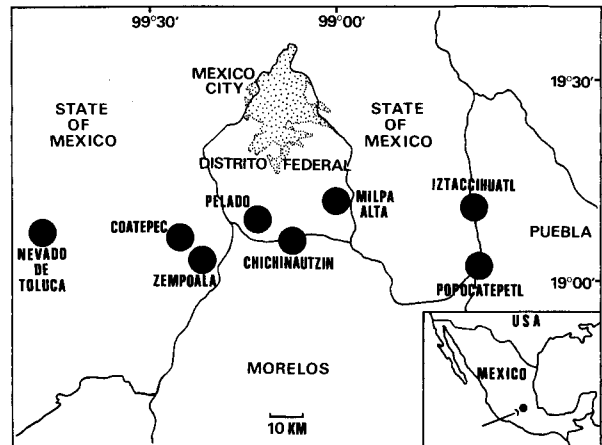 99°30'
99°00'
MEXICO
CITY
19°30'
STATE
OF
MEXICO
STATE
OF
MEXICO
DISTRITO FEDERAL
PELADO
MILPA
ALTA
IZTACCIHUATL
COATEPEC
PUEBLA
NEVADO
DE
TOLUCA
ZEMPOALA
CHICHINAUTZIN
POPOCATEPETL
19°00'
MORELOS
10 KM
USA
MEXICO